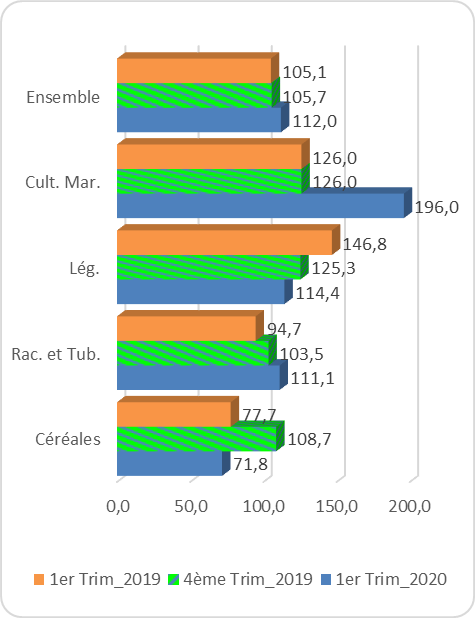 Ensemble
105,1
105,7
112,0
Cult. Mar.
126,0
126,0
196,0
Lég.
146,8
125,3
114,4
Rac. et Tub.
94,7
103,5
111,1
Céréales
77,7
108,7
71,8
0,0 50,0 100,0 150,0 200,0
1er Trim_2019 4ème Trim_2019 1er Trim_2020